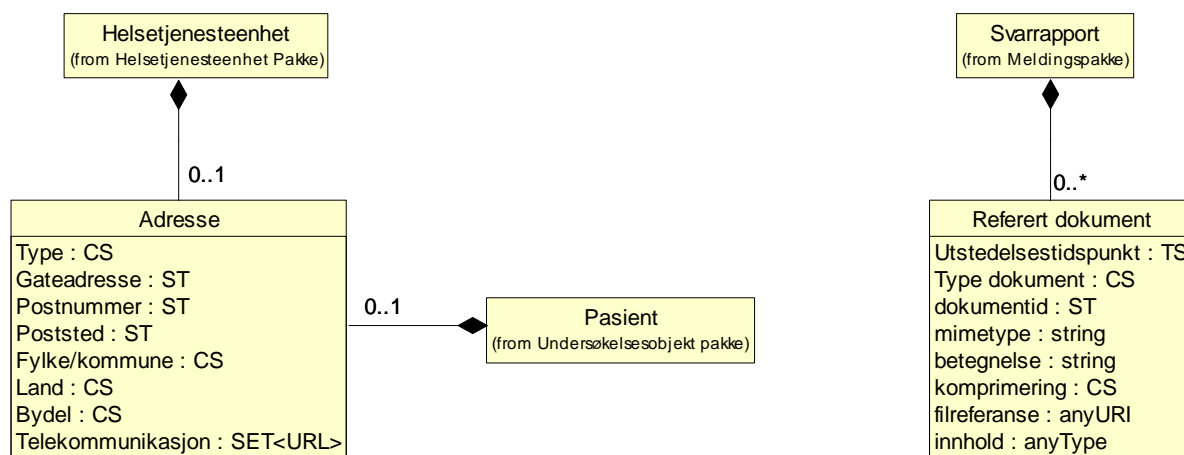 Helsetjenesteenhet
(from Helsetjenesteenhet Pakke)
0..1
Adresse
Type : CS
Gateadresse : ST
Postnummer : ST
Poststed : ST
Fylke/kommune : CS
Land : CS
Bydel : CS
Telekommunikasjon : SET<URL>
0..1
Pasient
(from Undersøkelsesobjekt pakke)
Svarrapport
(from Meldingspakke)
0..*
Referert dokument
Utstedelsestidspunkt : TS
Type dokument : CS
dokumentid : ST
mimetype : string
betegnelse : string
komprimering : CS
filreferanse : anyURI
innhold : anyType